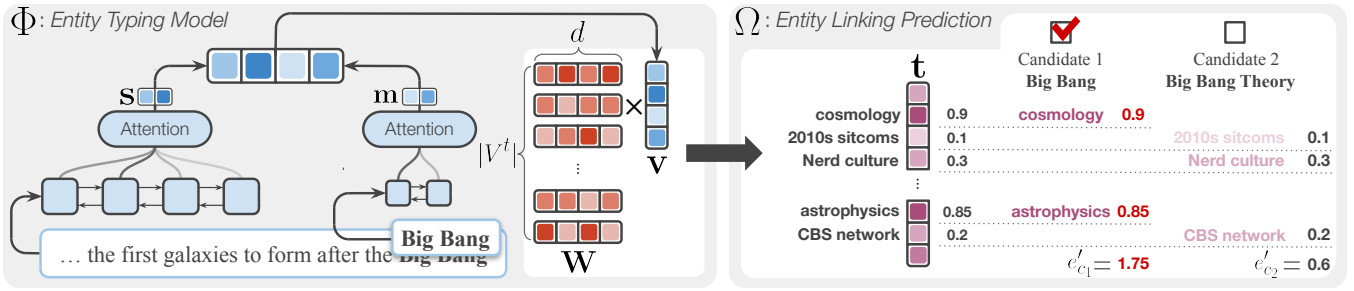 Φ: Entity Typing Model
s
m
Attention
Attention
… the first galaxies to form after the Big Bang
Big Bang
d
|V^t|
⋮
W
×
v
Ω: Entity Linking Prediction
t
Candidate 1
Big Bang
Candidate 2
Big Bang Theory
cosmology 0.9 cosmology 0.9
2010s sitcoms 0.1 2010s sitcoms 0.1
Nerd culture 0.3 Nerd culture 0.3
⋮
astrophysics 0.85 astrophysics 0.85
CBS network 0.2 CBS network 0.2
e′c1 = 1.75 e′c2 = 0.6